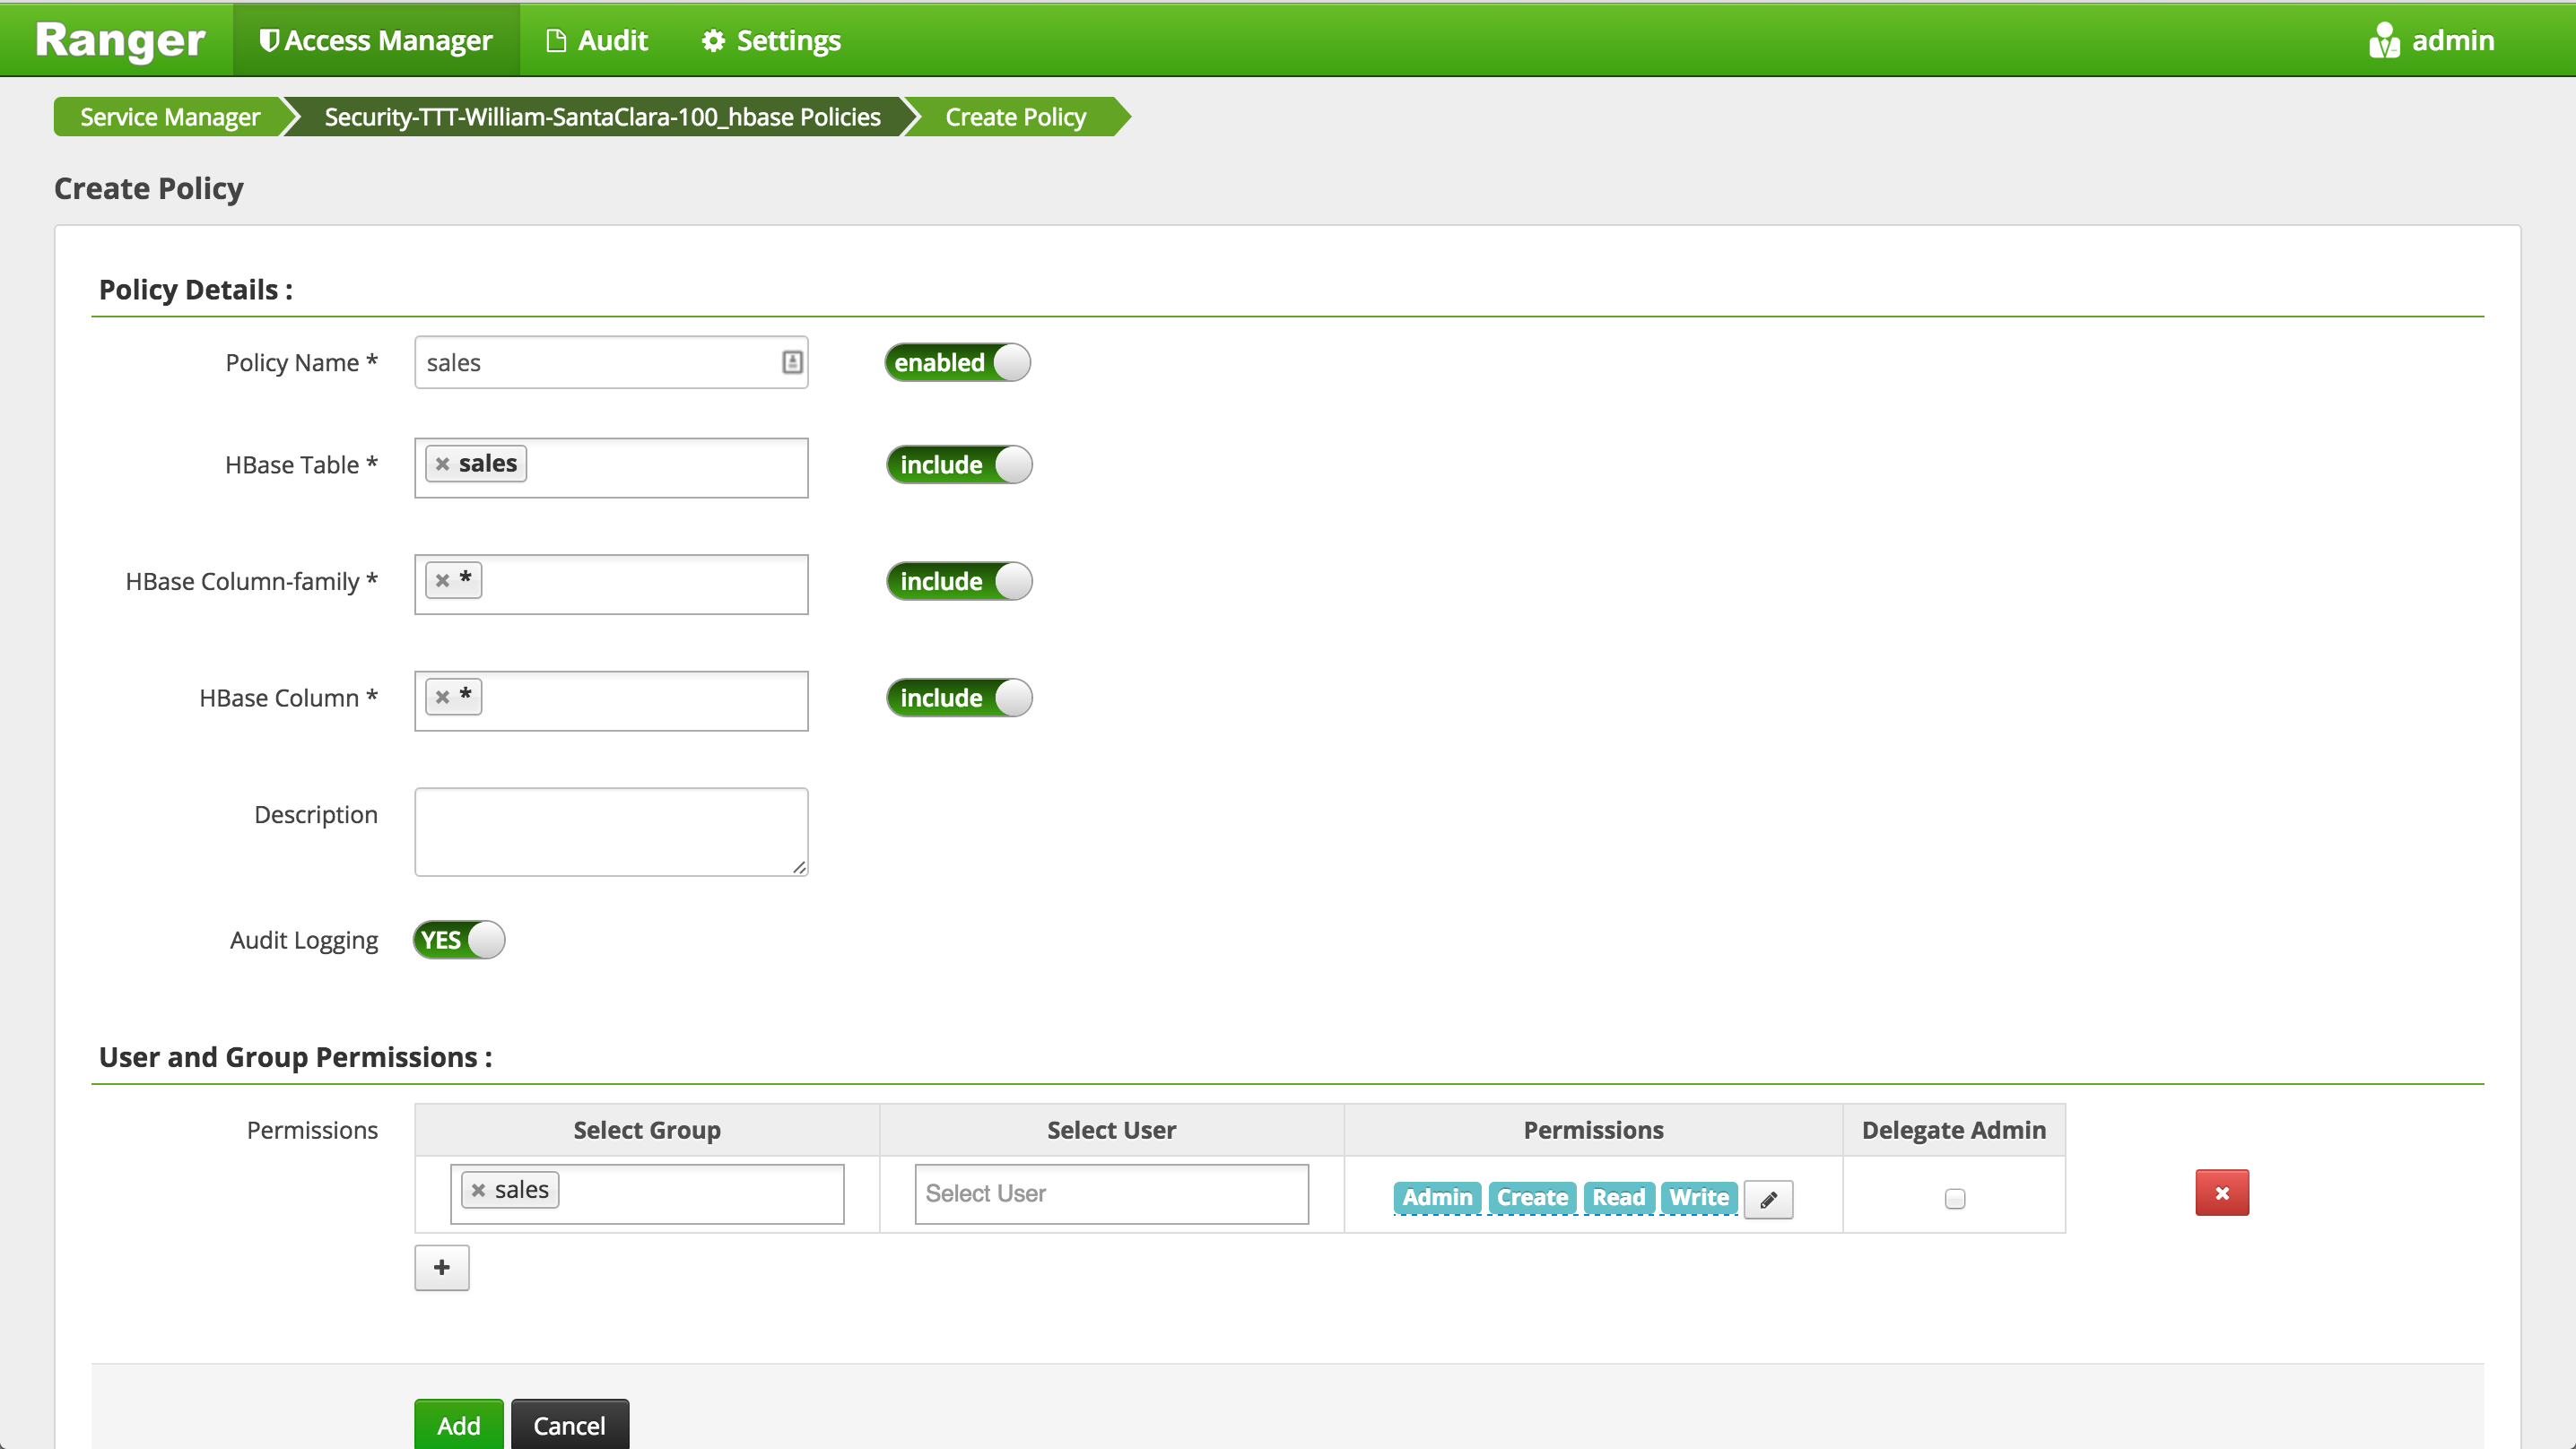 Ranger Access Manager Audit Settings admin
Service Manager Security-TTT-William-SantaClara-100_hbase Policies Create Policy
Create Policy
Policy Details :
Policy Name * sales enabled
HBase Table * × sales include
HBase Column-family * × * include
HBase Column * × * include
Description
Audit Logging YES
User and Group Permissions :
Permissions Select Group Select User Permissions Delegate Admin
× sales Select User Admin Create Read Write ×
+
Add Cancel